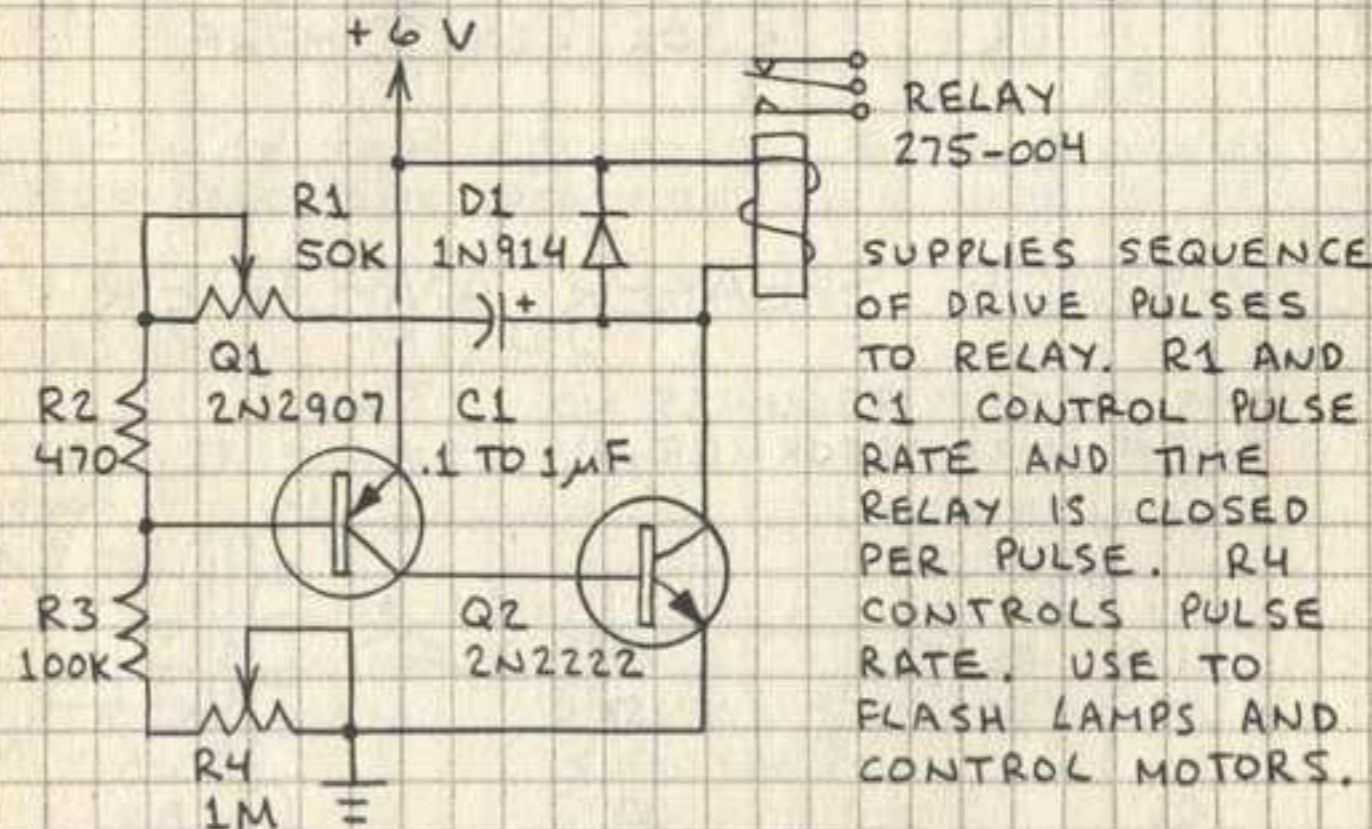 +6 V
RELAY
275-004
R1
50K
D1
1N914
+
Q1
2N2907
C1
.1 TO 1µF
R2
470
R3
100K
Q2
2N2222
R4
1M
SUPPLIES SEQUENCE
OF DRIVE PULSES
TO RELAY. R1 AND
C1 CONTROL PULSE
RATE AND TIME
RELAY IS CLOSED
PER PULSE. R4
CONTROLS PULSE
RATE. USE TO
FLASH LAMPS AND
CONTROL MOTORS.